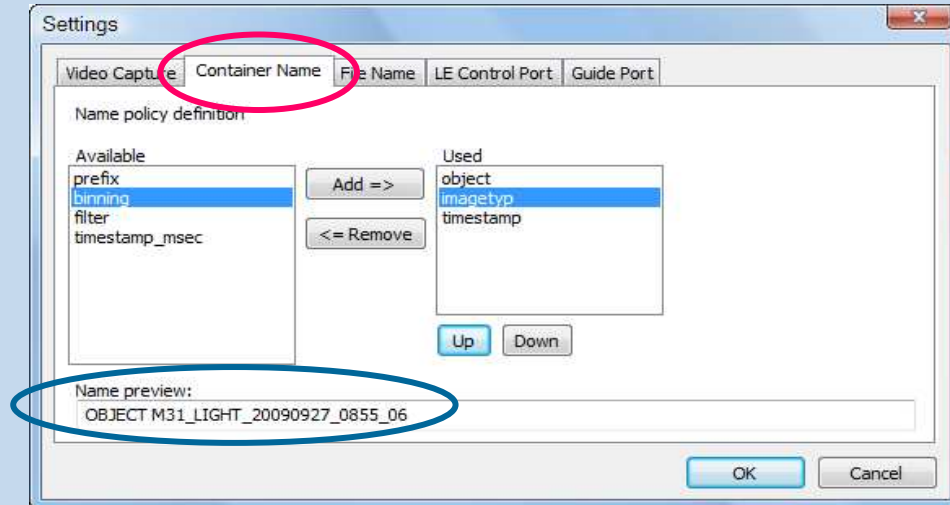 Settings
Video Capture Container Name File Name LE Control Port Guide Port
Name policy definition
Available
prefix
binning
filter
timestamp_msec
Add =>
<= Remove
Used
object
imagetyp
timestamp
Up Down
Name preview:
OBJECT M31_LIGHT_20090927_0855_06
OK Cancel